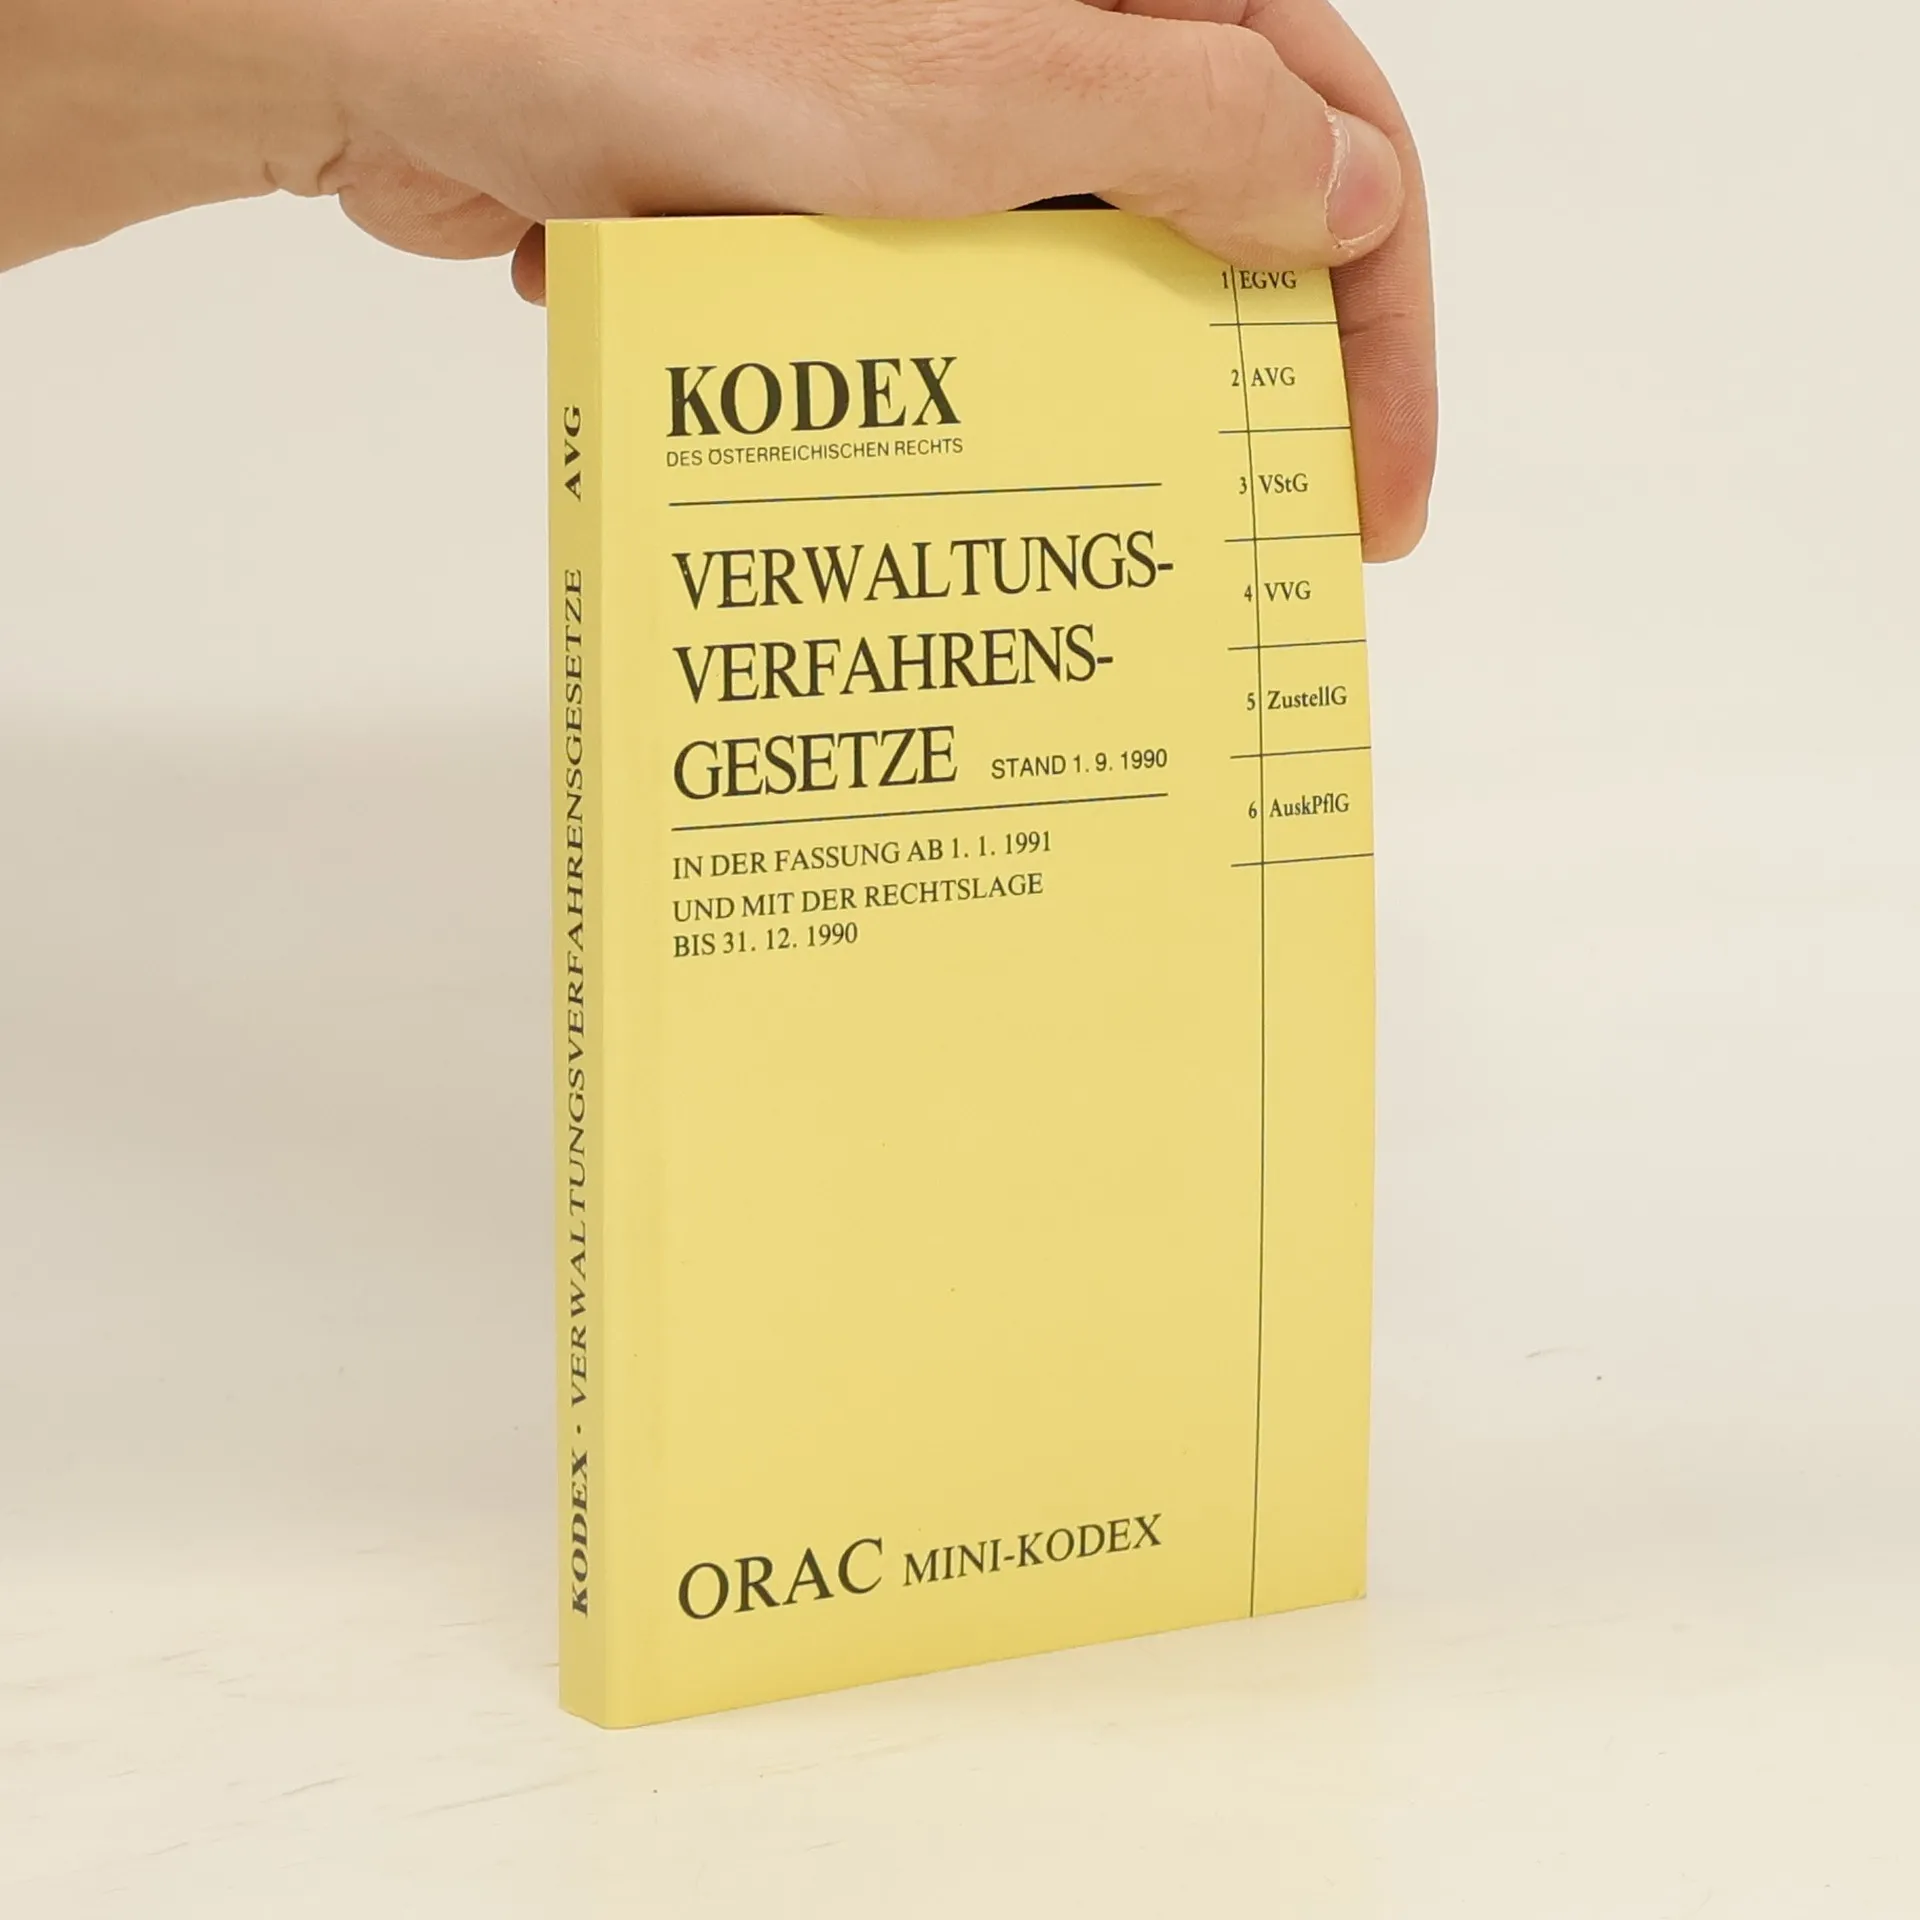 KODEX
DES ÖSTERREICHISCHEN RECHTS
VERWALTUNGS-
VERFAHRENS-
GESETZE STAND 1. 9. 1990
IN DER FASSUNG AB 1. 1. 1991
UND MIT DER RECHTSLAGE
BIS 31. 12. 1990
ORAC MINI-KODEX
1 EGVG
2 AVG
3 VStG
4 VVG
5 ZustellG
6 AuskPflG
KODEX · VERWALTUNGSVERFAHRENSGESETZE AVG